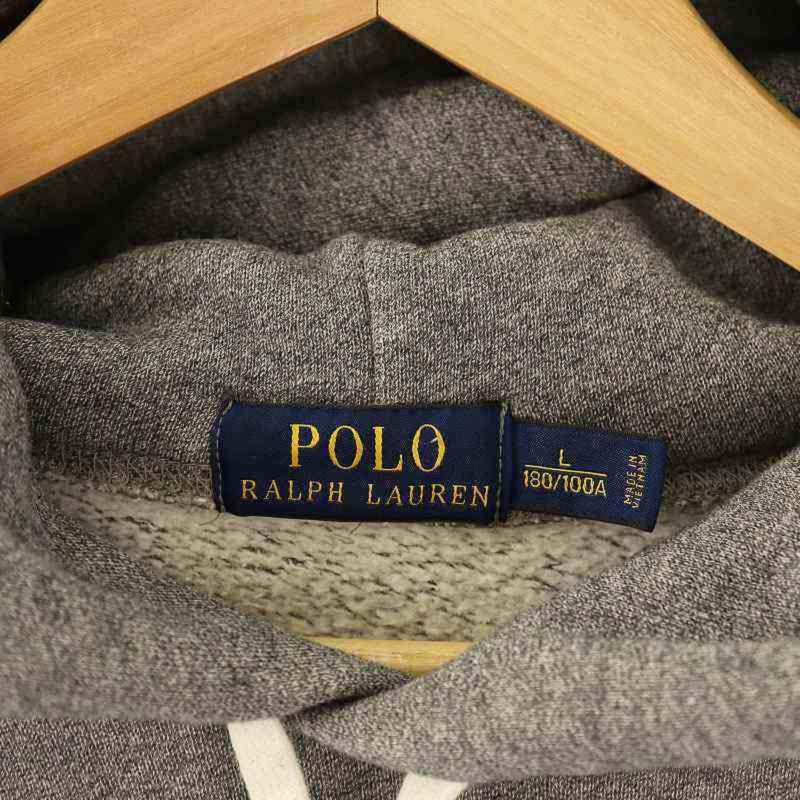 POLO
RALPH LAUREN
L
180/100A
MADE IN
VIETNAM